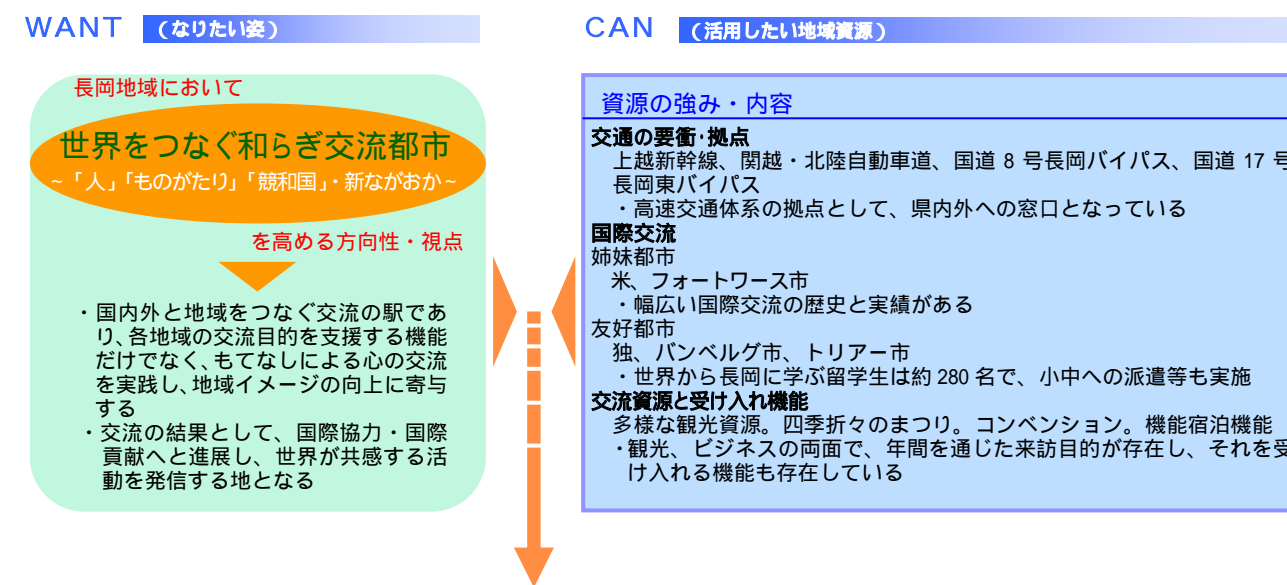 WANT （なりたい姿）
長岡地域において
世界をつなぐ和らぎ交流都市
~「人」「ものがたり」「競和国」・新ながおか~
を高める方向性・視点
・国内外と地域をつなぐ交流の駅であ
り、各地域の交流目的を支援する機能
だけでなく、もてなしによる心の交流
を実践し、地域イメージの向上に寄与
する
・交流の結果として、国際協力・国際
貢献へと進展し、世界が共感する活
動を発信する地となる
CAN （活用したい地域資源）
資源の強み・内容
交通の要衝・拠点
上越新幹線、関越・北陸自動車道、国道 8 号長岡バイパス、国道 17 号
長岡東バイパス
・高速交通体系の拠点として、県内外への窓口となっている
国際交流
姉妹都市
米、フォートワース市
・幅広い国際交流の歴史と実績がある
友好都市
独、バンベルグ市、トリアー市
・世界から長岡に学ぶ留学生は約 280 名で、小中への派遣等も実施
交流資源と受け入れ機能
多様な観光資源。四季折々のまつり。コンベンション。機能宿泊機能
・観光、ビジネスの両面で、年間を通じた来訪目的が存在し、それを受
け入れる機能も存在している